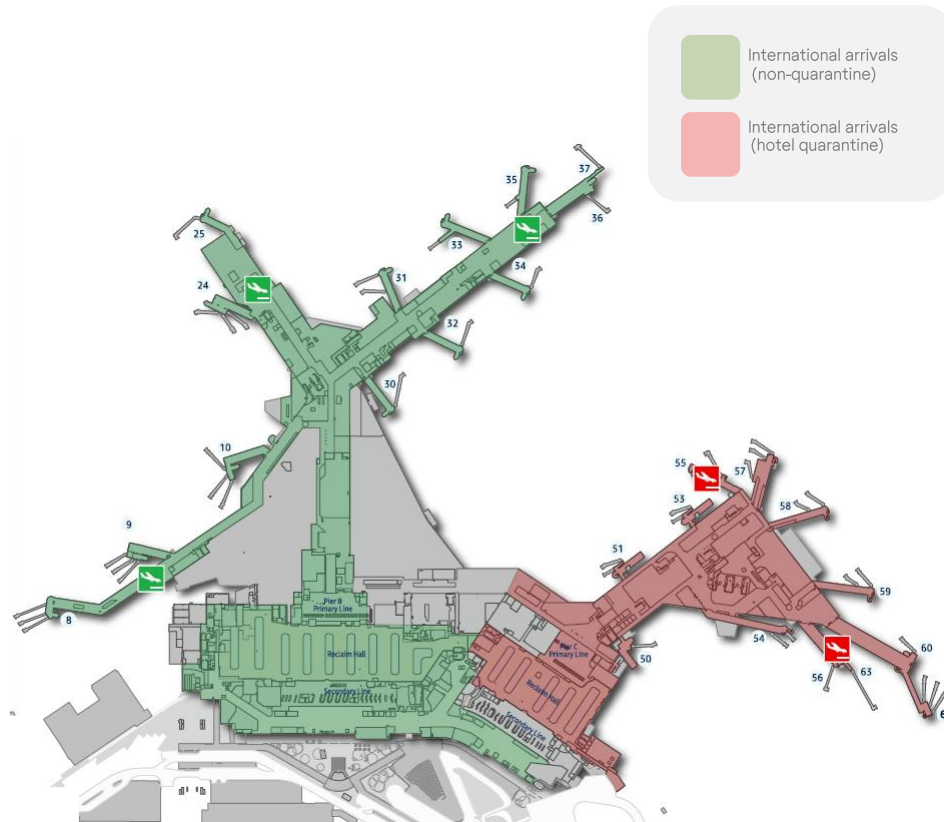 International arrivals
(non-quarantine)
International arrivals
(hotel quarantine)
35
37
36
25
33
34
24
31
32
30
10
9
8
55
57
53
58
51
59
54
50
60
56
63
Pier B
Primary Line
Reclaim Hall
Secondary Line
Pier C
Primary Line
Reclaim Hall
Secondary Line